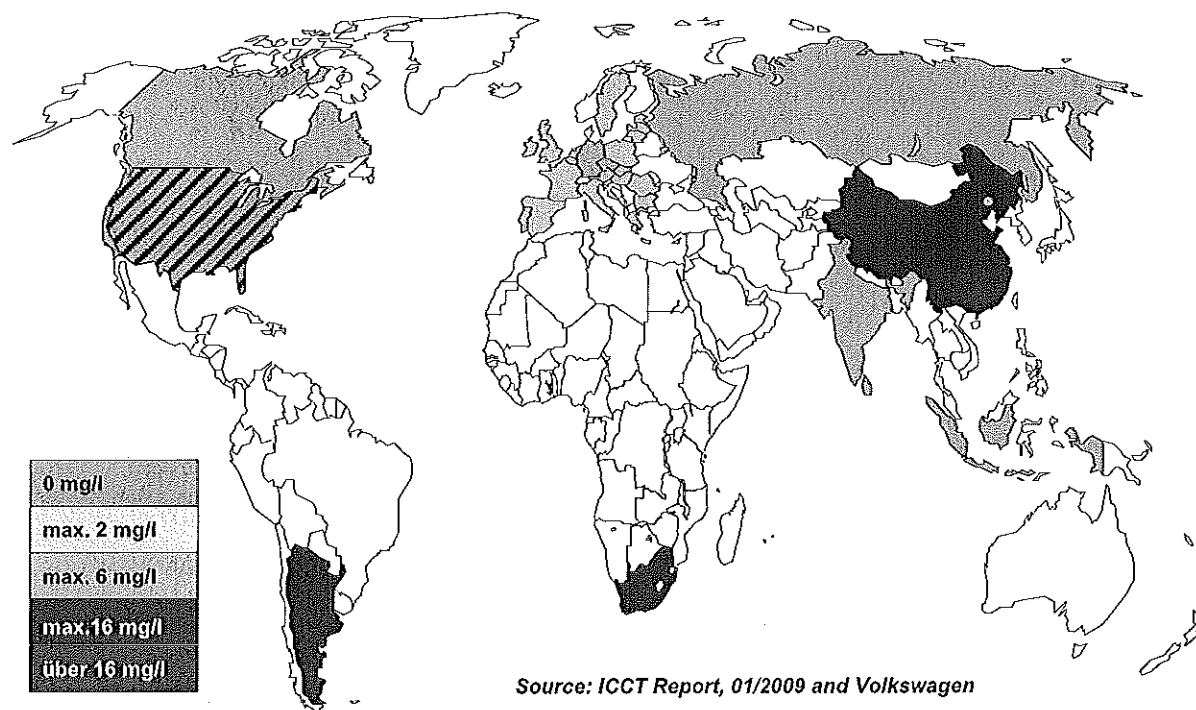 0 mg/l
max. 2 mg/l
max. 6 mg/l
max.16 mg/l
über 16 mg/l
Source: ICCT Report, 01/2009 and Volkswagen